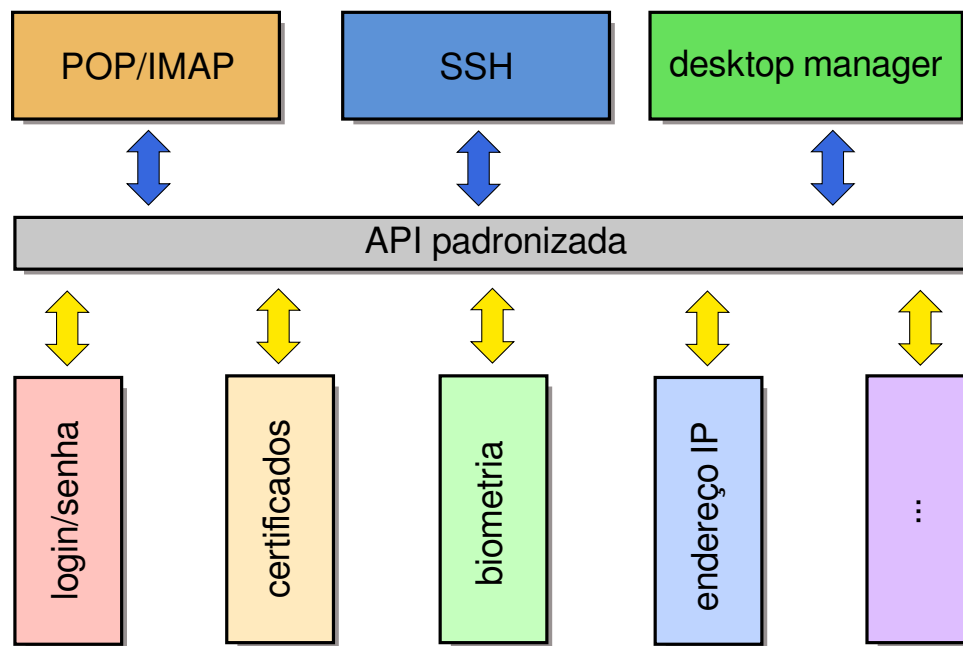 POP/IMAP
SSH
desktop manager
API padronizada
login/senha
certificados
biometria
endereço IP
...